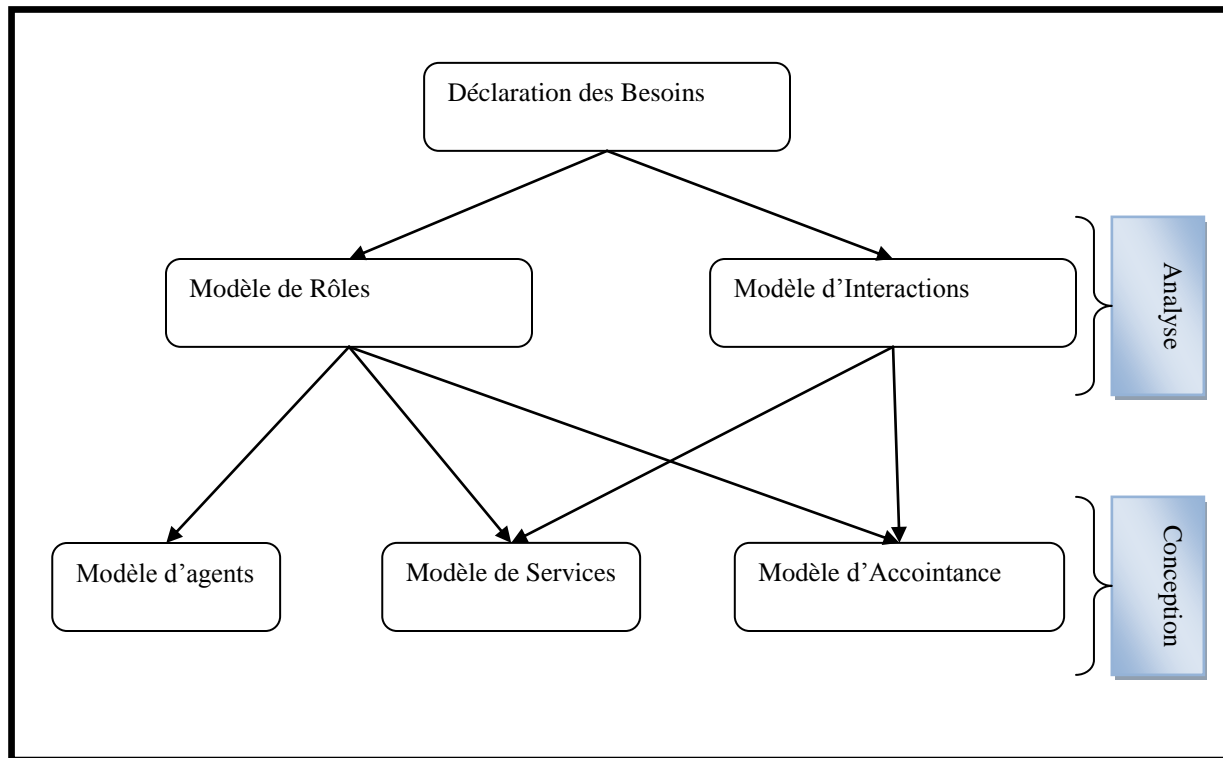 Déclaration des Besoins
Modèle de Rôles
Modèle d’Interactions
Analyse
Modèle d’agents
Modèle de Services
Modèle d’Accointance
Conception